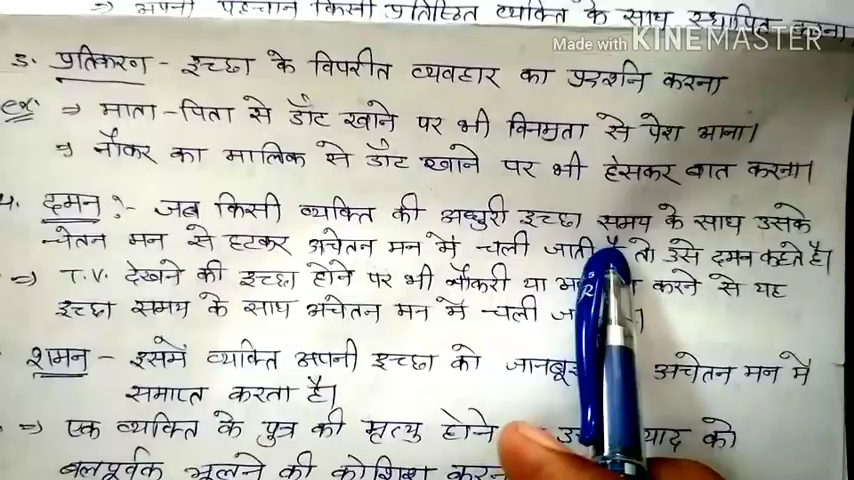 ⇒ अपनी पहचान किसी प्रतिष्ठित व्यक्ति के साथ स्थापित करना
Made with KINEMASTER
3. प्रतिकरण - इच्छा के विपरीत व्यवहार का प्रदर्शन करना
ex: ⇒ माता-पिता से डाँट खाने पर भी विनम्रता से पेश आना।
⇒ नौकर का मालिक से डाँट खाने पर भी हंसकर बात करना।
4. दमन :- जब किसी व्यक्ति की अधुरी इच्छा समय के साथ उसके
चेतन मन से हटकर अचेतन मन में चली जाती है तो उसे दमन कहते है।
⇒ T.V. देखने की इच्छा होने पर भी नौकरी या करने से यह
इच्छा समय के साथ अचेतन मन में चली
शमन - इसमें व्यक्ति अपनी इच्छा को अचेतन मन में
समाप्त करता है।
⇒ एक व्यक्ति के पुत्र की मृत्यु होने याद को
बलपूर्वक भूलने की कोशिश